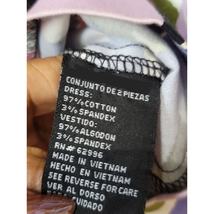 CONJUNTO DE 2 PIEZAS
DRESS:
97% COTTON
3% SPANDEX
VESTIDO:
97% ALGODON
3% SPANDEX
RN# 62996
MADE IN VIETNAM
HECHO EN VIETNAM
SEE REVERSE FOR CARE
VER AL DORSO
CUIDADO